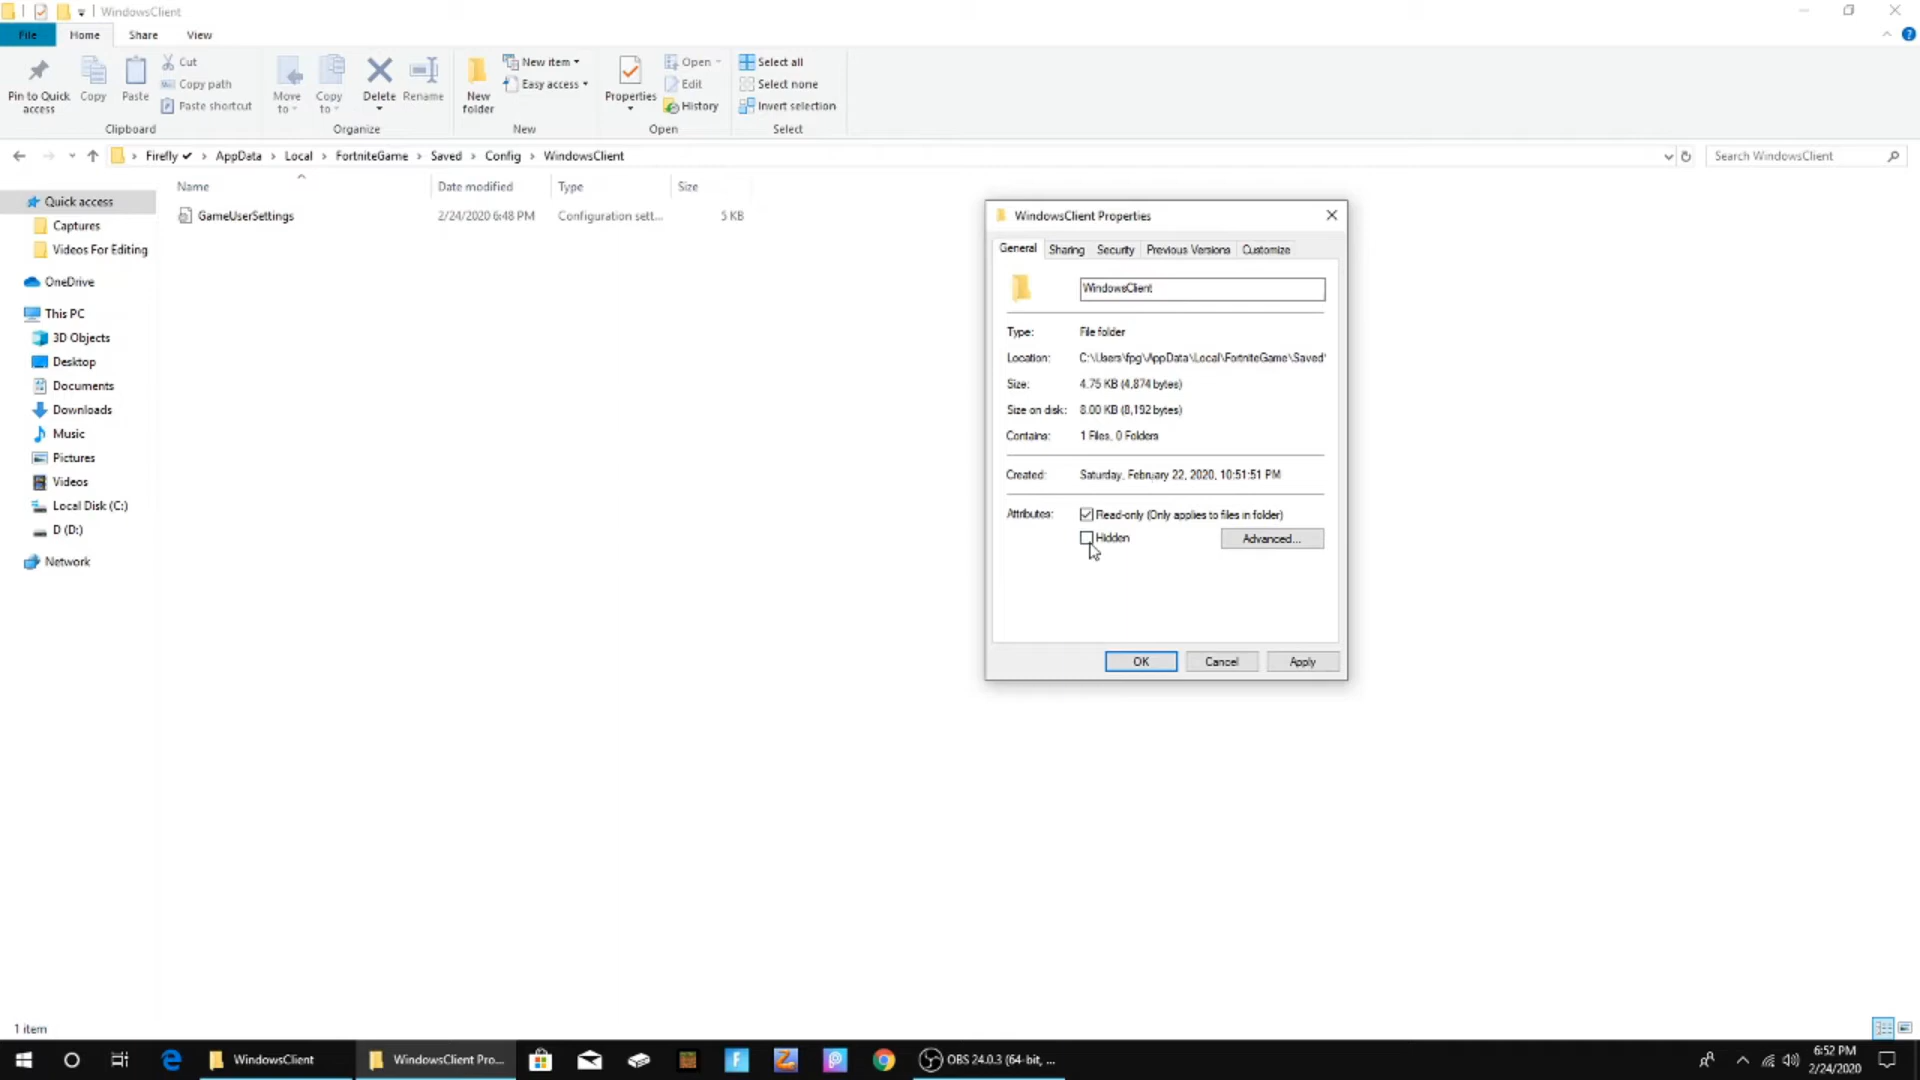 WindowsClient
File Home Share View
Pin to Quick access
Copy
Paste
Cut
Copy path
Paste shortcut
Clipboard
Move to
Copy to
Delete
Rename
Organize
New folder
New item
Easy access
New
Properties
Open
Edit
History
Open
Select all
Select none
Invert selection
Select
Firefly ✔ › AppData › Local › FortniteGame › Saved › Config › WindowsClient
Search WindowsClient
Name Date modified Type Size
GameUserSettings 2/24/2020 6:48 PM Configuration sett... 5 KB
Quick access
Captures
Videos For Editing
OneDrive
This PC
3D Objects
Desktop
Documents
Downloads
Music
Pictures
Videos
Local Disk (C:)
D (D:)
Network
WindowsClient Properties
General Sharing Security Previous Versions Customize
WindowsClient
Type: File folder
Location: C:\Users\fpg\AppData\Local\FortniteGame\Saved\
Size: 4.75 KB (4,874 bytes)
Size on disk: 8.00 KB (8,192 bytes)
Contains: 1 Files, 0 Folders
Created: Saturday, February 22, 2020, 10:51:51 PM
Attributes: Read-only (Only applies to files in folder)
Hidden Advanced...
OK Cancel Apply
1 item
WindowsClient
WindowsClient Pro...
OBS 24.0.3 (64-bit, ...
6:52 PM
2/24/2020